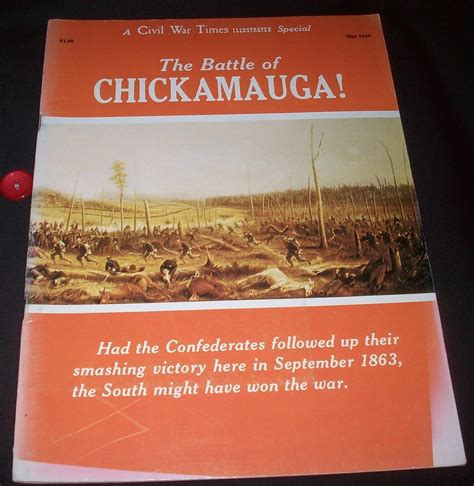 A Civil War Times ILLUSTRATED Special
$1.00 May 1969
The Battle of
CHICKAMAUGA!
Had the Confederates followed up their
smashing victory here in September 1863,
the South might have won the war.